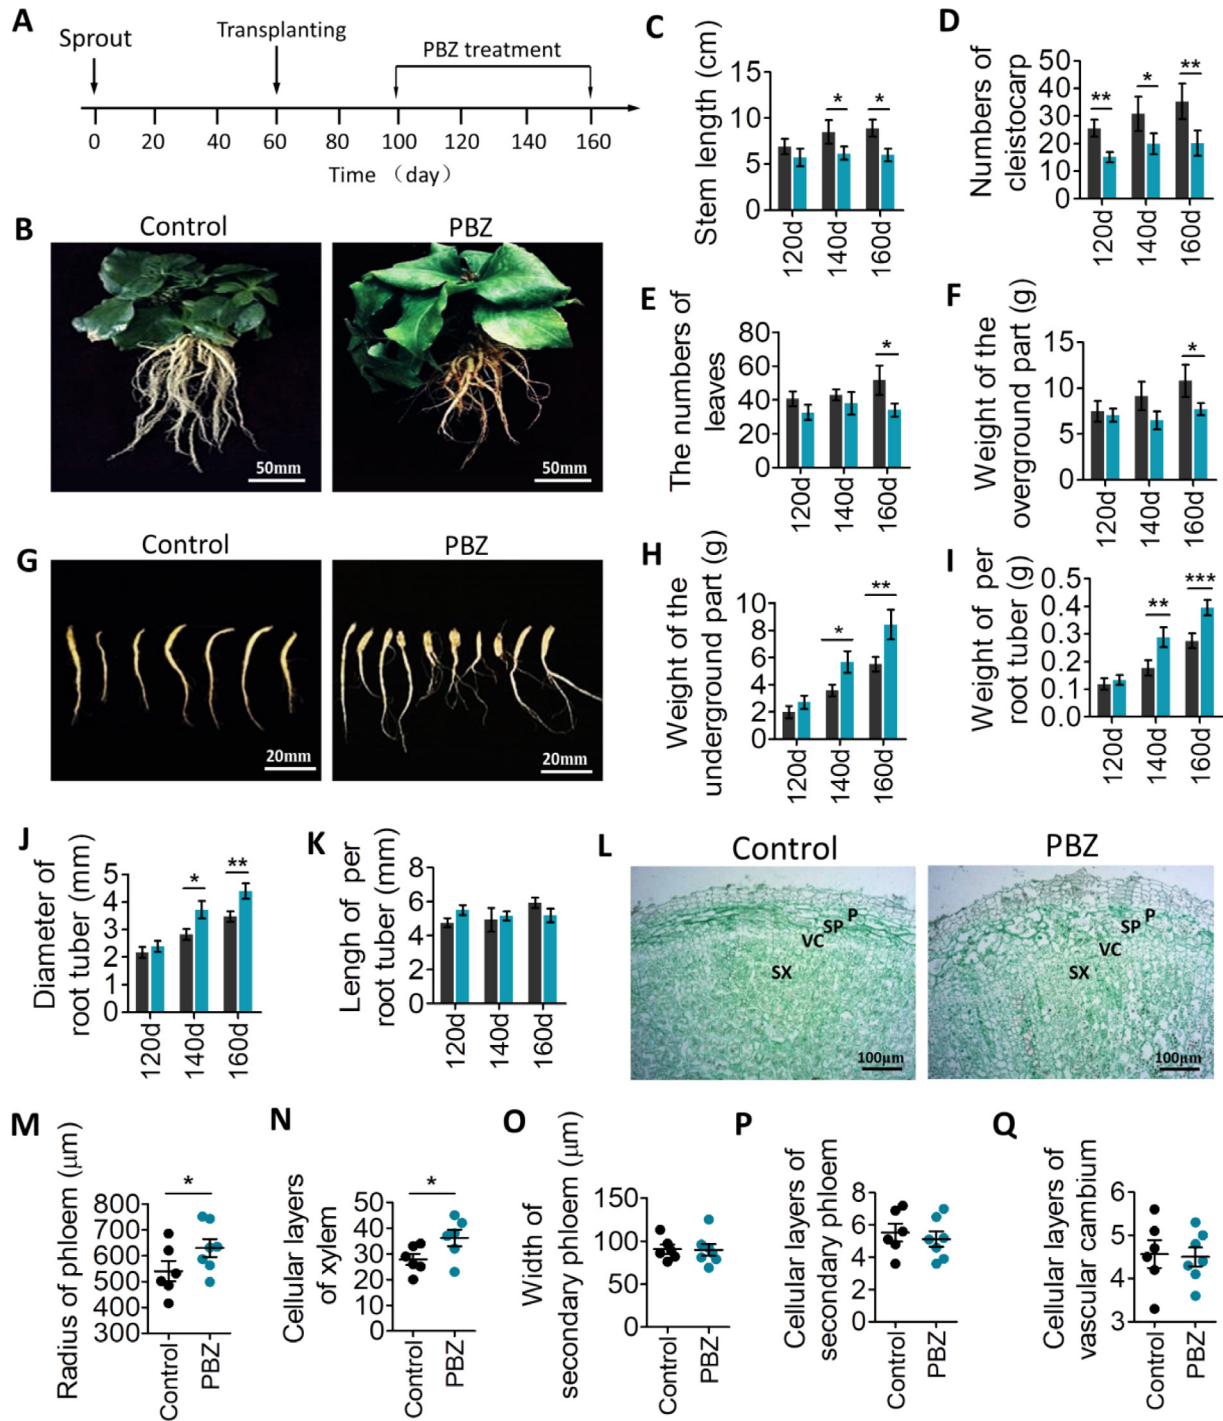 A
Sprout
Transplanting
PBZ treatment
0 20 40 60 80 100 120 140 160
Time （day）
B
Control
PBZ
50mm
50mm
C
Stem length (cm)
15
10
5
0
*
*
120d
140d
160d
D
Numbers of
cleistocarp
50
40
30
20
10
0
**
*
**
120d
140d
160d
E
The numbers of
leaves
80
60
40
20
0
*
120d
140d
160d
F
Weight of the
overground part (g)
15
10
5
0
*
120d
140d
160d
G
Control
PBZ
20mm
20mm
H
Weight of the
underground part (g)
10
8
6
4
2
0
*
**
120d
140d
160d
I
Weight of per
root tuber (g)
0.5
0.4
0.3
0.2
0.1
0.0
**
***
120d
140d
160d
J
Diameter of
root tuber (mm)
5
4
3
2
1
0
*
**
120d
140d
160d
K
Lengh of per
root tuber (mm)
8
6
4
2
0
120d
140d
160d
L
Control
PBZ
P
SP
VC
SX
100μm
P
SP
VC
SX
100μm
M
Radius of phloem (μm)
800
700
600
500
400
300
*
Control
PBZ
N
Cellular layers
of xylem
50
40
30
20
10
0
*
Control
PBZ
O
Width of
secondary phloem (μm)
150
100
50
0
Control
PBZ
P
Cellular layers of
secondary phloem
8
6
4
2
0
Control
PBZ
Q
Cellular layers of
vascular cambium
6
5
4
3
Control
PBZ